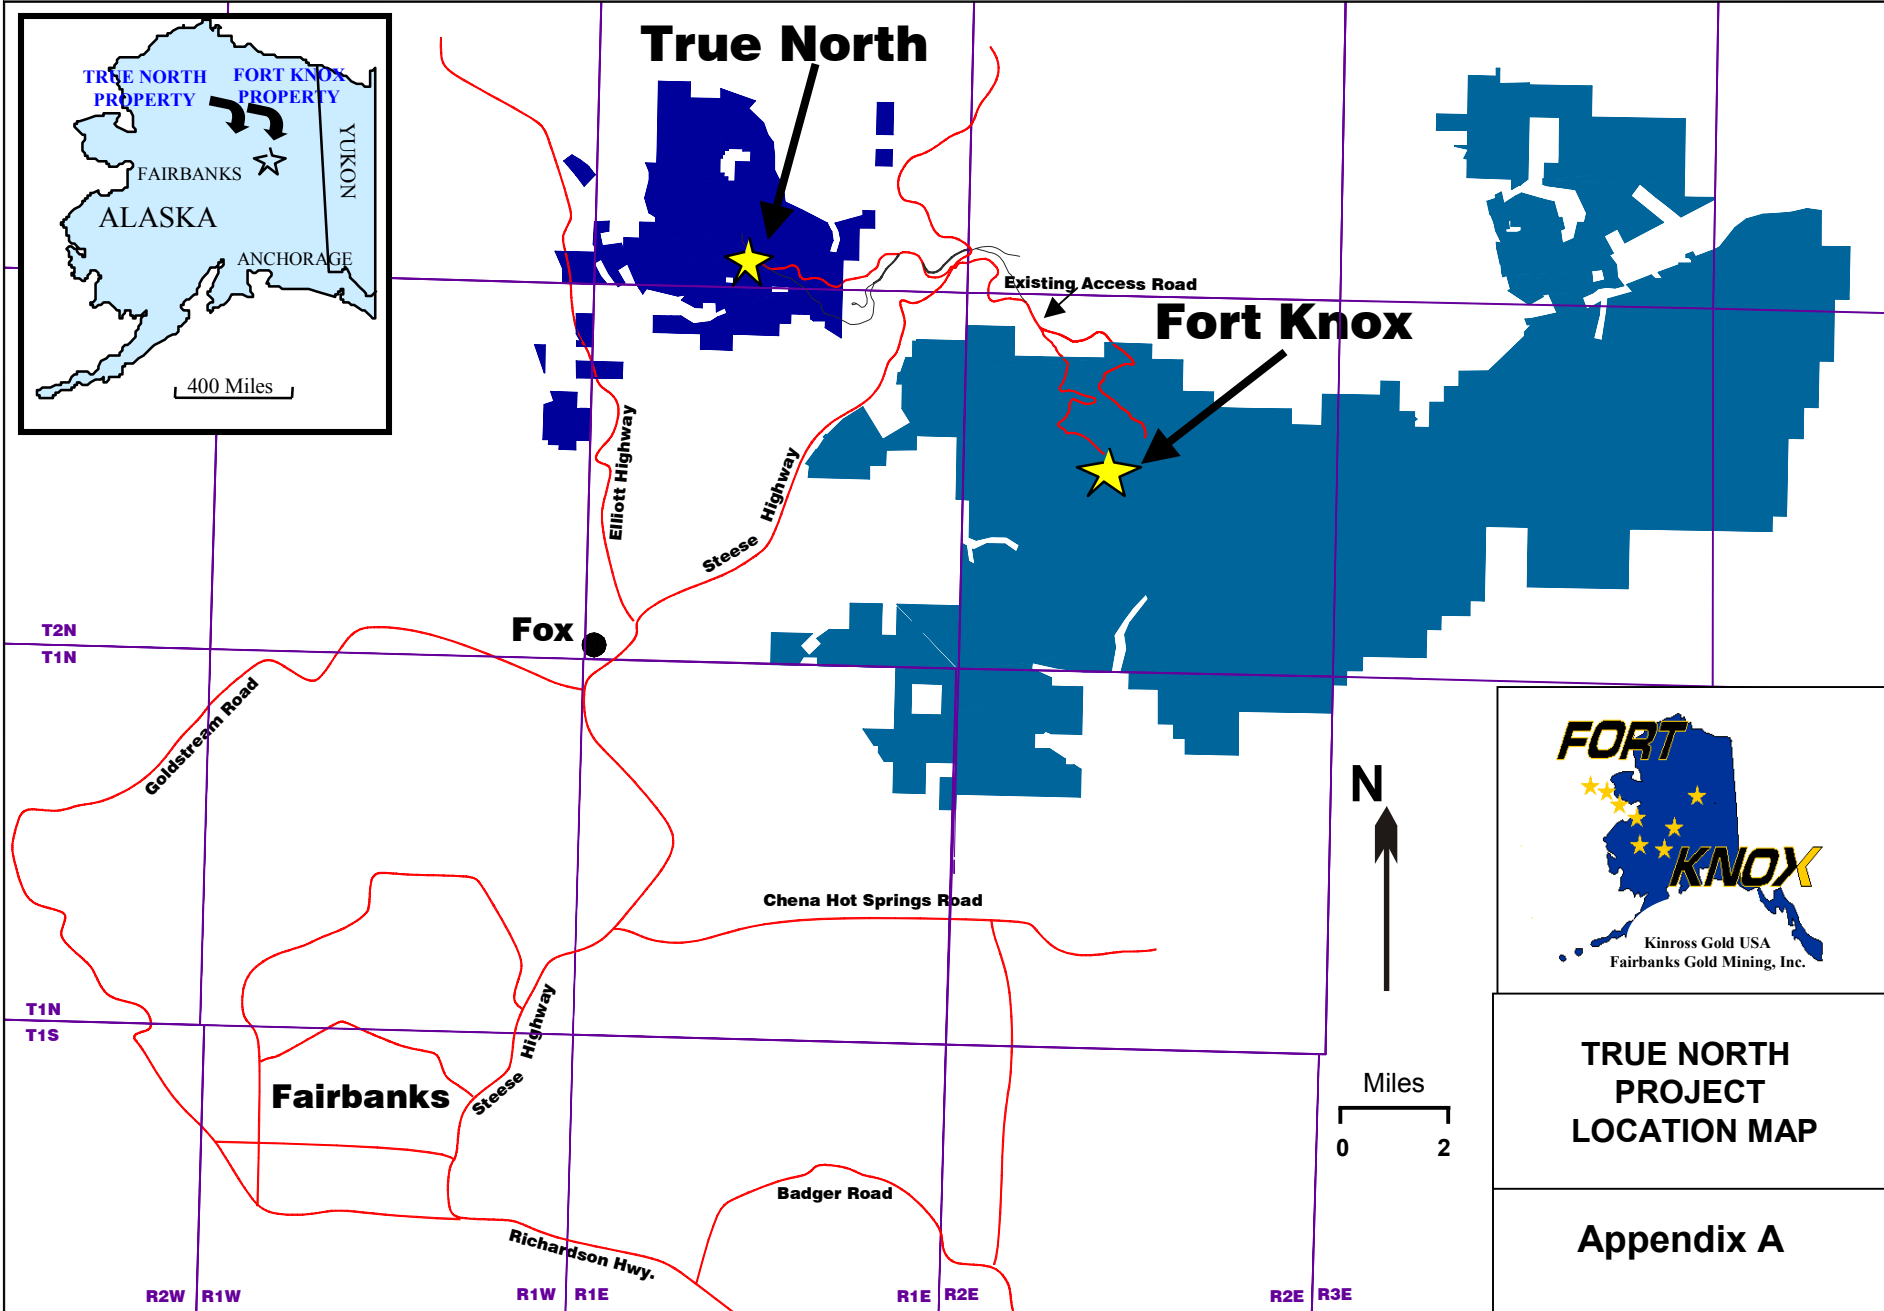 True North
TRUE NORTH
PROPERTY
FORT KNOX
PROPERTY
YUKON
FAIRBANKS
ALASKA
ANCHORAGE
400 Miles
Existing Access Road
Fort Knox
Elliott Highway
Steese Highway
Fox
T2N
T1N
Goldstream Road
N
FORT
KNOX
Kinross Gold USA
Fairbanks Gold Mining, Inc.
Chena Hot Springs Road
T1N
T1S
Steese Highway
Fairbanks
Miles
0 2
TRUE NORTH
PROJECT
LOCATION MAP
Badger Road
Richardson Hwy.
Appendix A
R2W R1W
R1W R1E
R1E R2E
R2E R3E